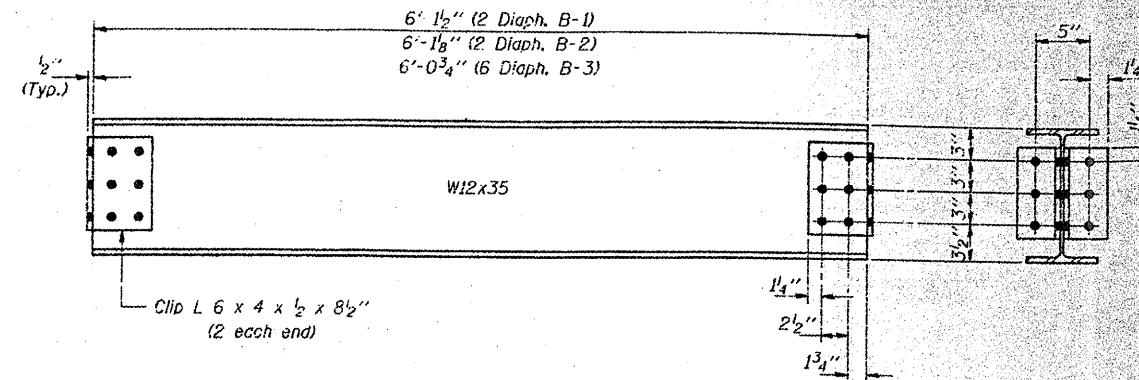 6'-1½" (2 Diaph. B-1)
6'-1⅛" (2 Diaph. B-2)
6'-0¾" (6 Diaph. B-3)
½"
(Typ.)
5"
1¼"
1½"
W12x35
3"
3"
3"
3½"
Clip L 6 x 4 x ½ x 8½"
(2 each end)
1¼"
2½"
1¾"